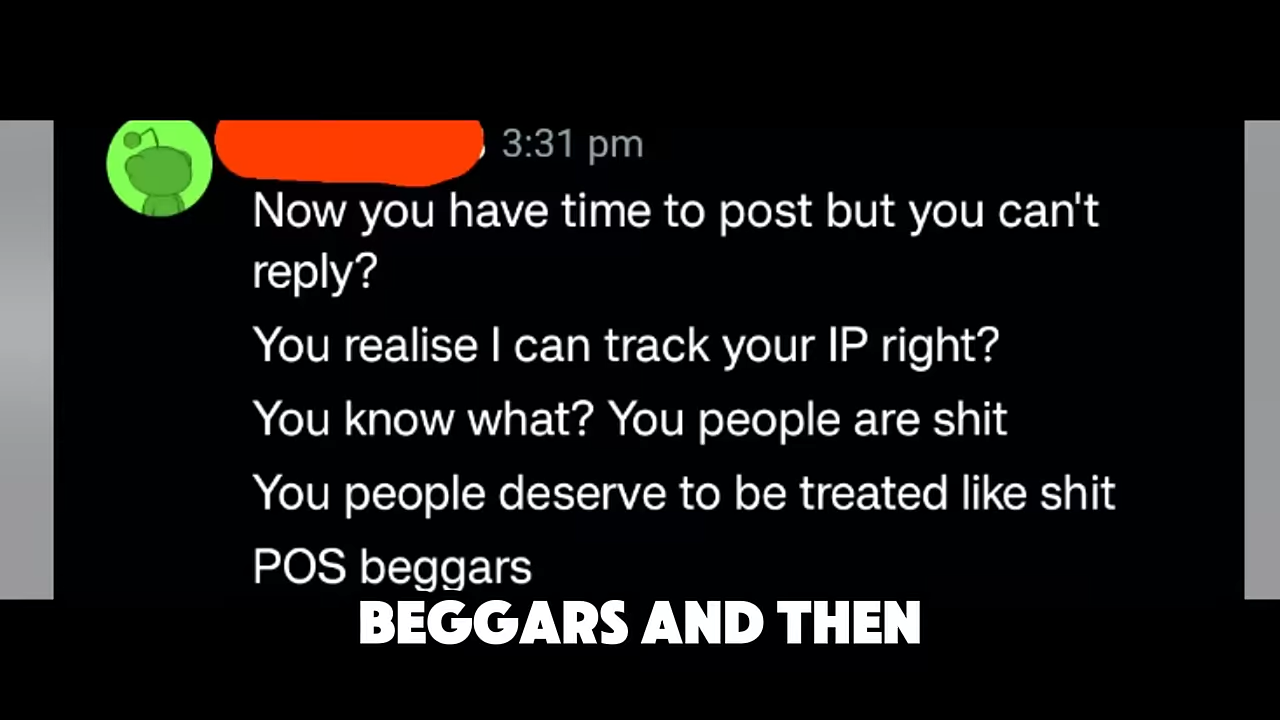 3:31 pm
Now you have time to post but you can't
reply?
You realise I can track your IP right?
You know what? You people are shit
You people deserve to be treated like shit
POS beggars
BEGGARS AND THEN